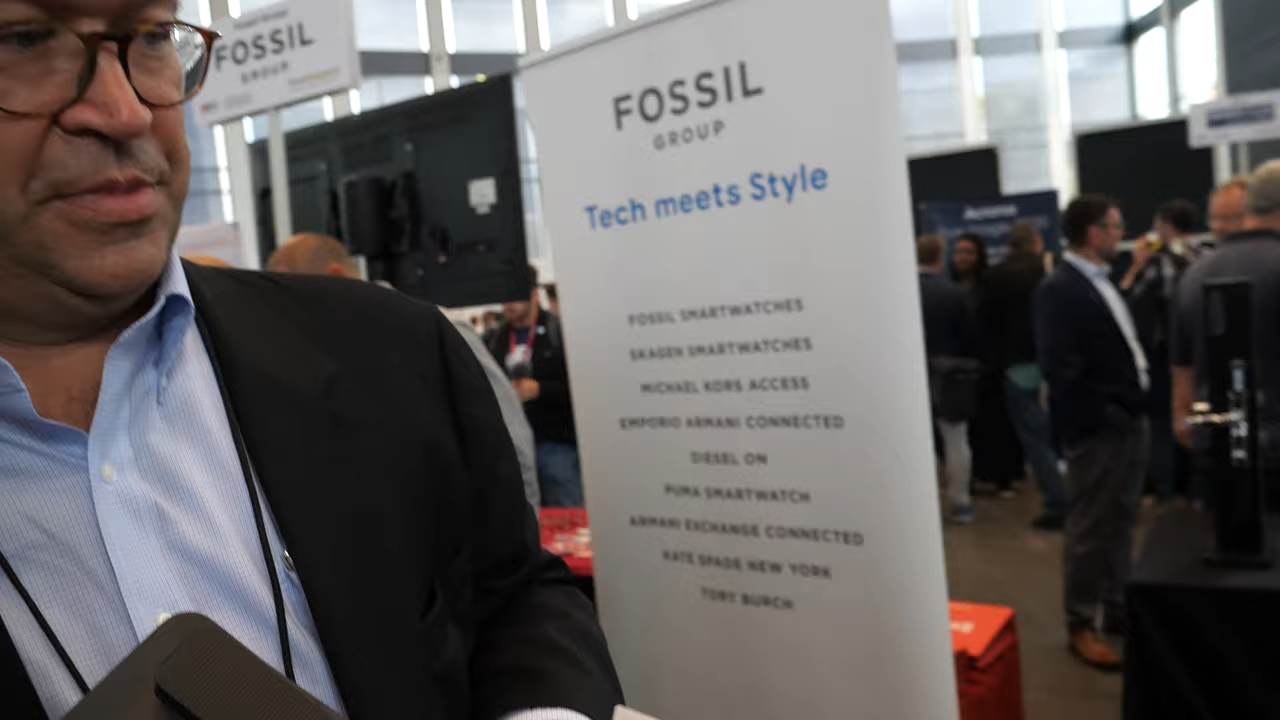 FOSSIL
GROUP
FOSSIL
GROUP
Tech meets Style
FOSSIL SMARTWATCHES
SKAGEN SMARTWATCHES
MICHAEL KORS ACCESS
EMPORIO ARMANI CONNECTED
DIESEL ON
PUMA SMARTWATCH
ARMANI EXCHANGE CONNECTED
KATE SPADE NEW YORK
TORY BURCH